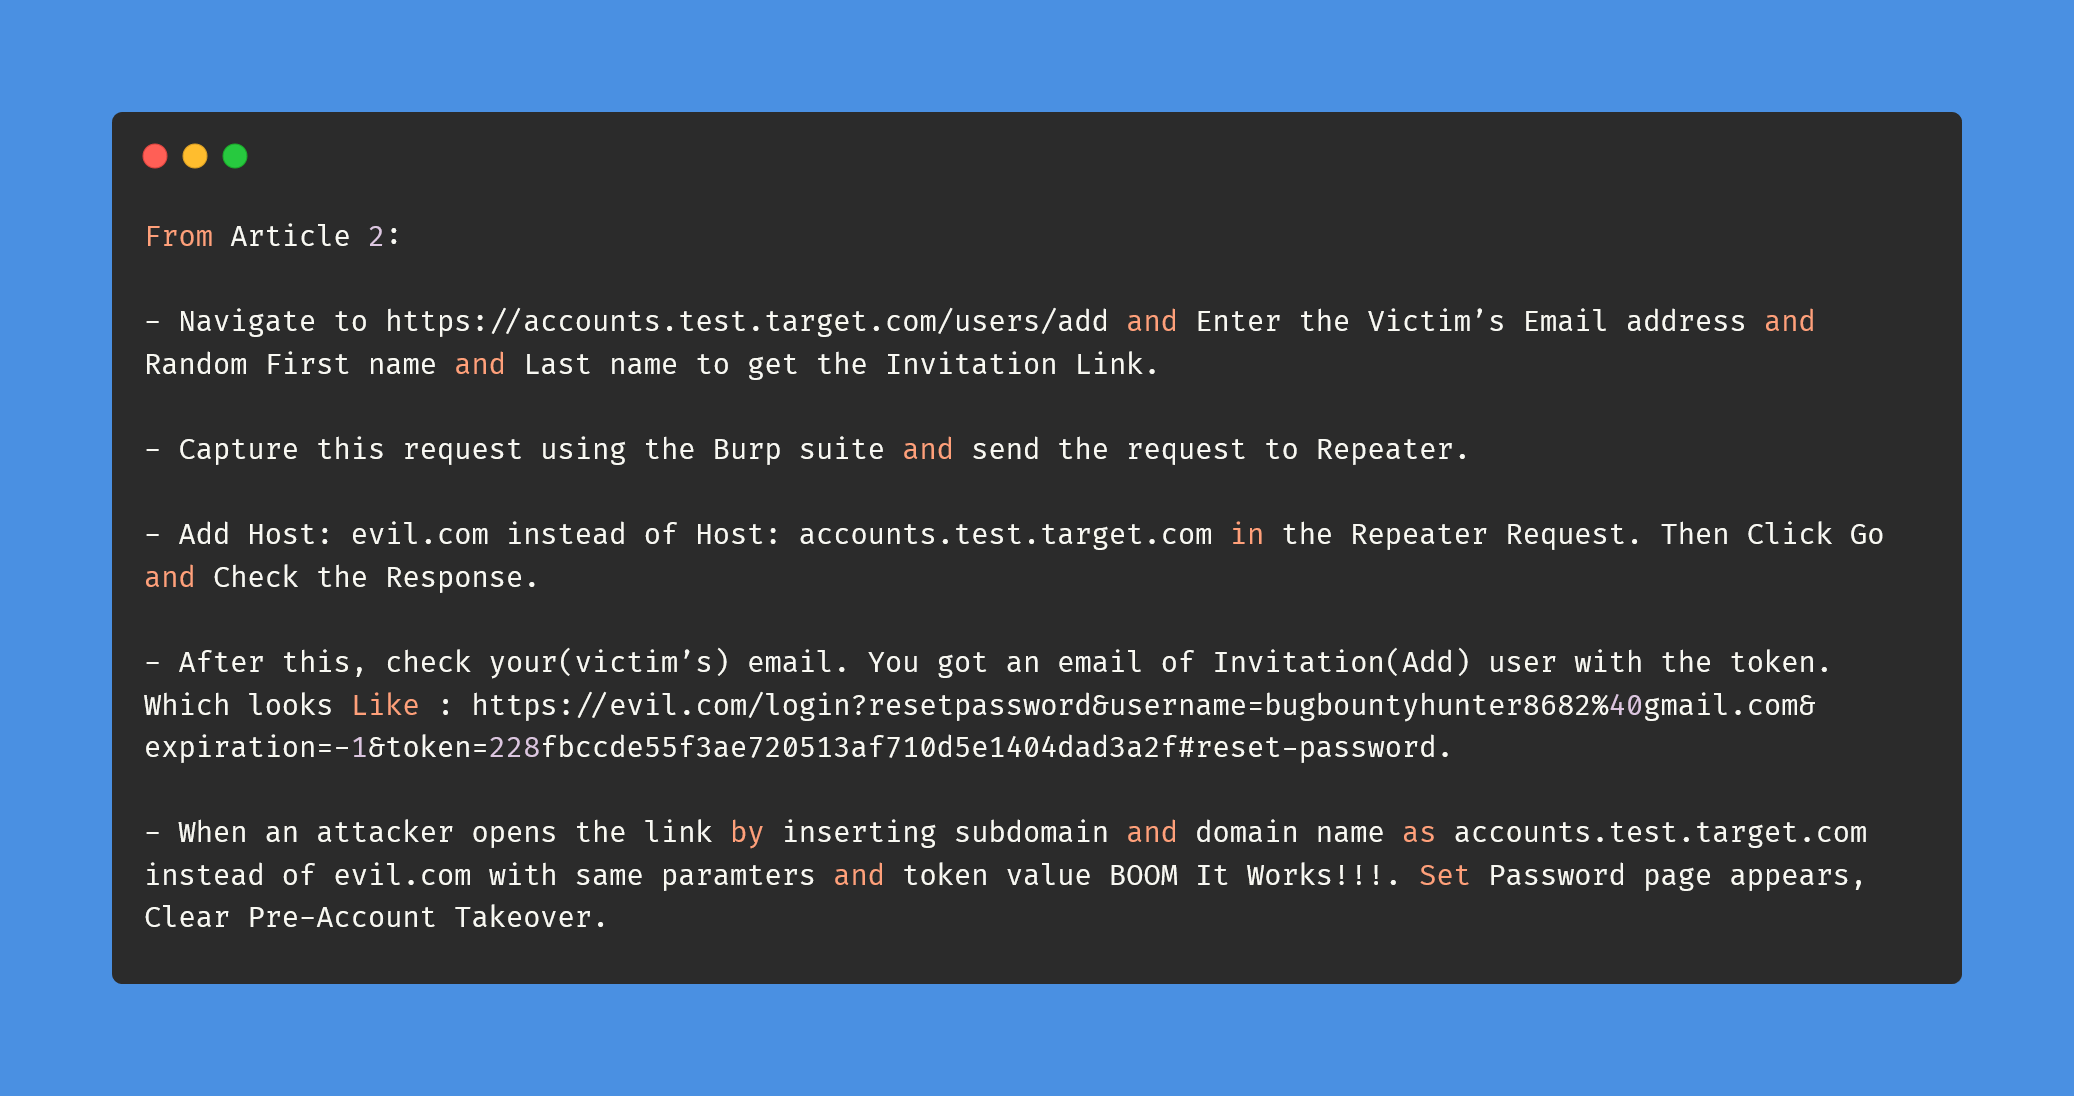 From Article 2:
- Navigate to https://accounts.test.target.com/users/add and Enter the Victim’s Email address and
Random First name and Last name to get the Invitation Link.
- Capture this request using the Burp suite and send the request to Repeater.
- Add Host: evil.com instead of Host: accounts.test.target.com in the Repeater Request. Then Click Go
and Check the Response.
- After this, check your(victim’s) email. You got an email of Invitation(Add) user with the token.
Which looks Like : https://evil.com/login?resetpassword&username=bugbountyhunter8682%40gmail.com&
expiration=-1&token=228fbccde55f3ae720513af710d5e1404dad3a2f#reset-password.
- When an attacker opens the link by inserting subdomain and domain name as accounts.test.target.com
instead of evil.com with same paramters and token value BOOM It Works!!!. Set Password page appears,
Clear Pre-Account Takeover.